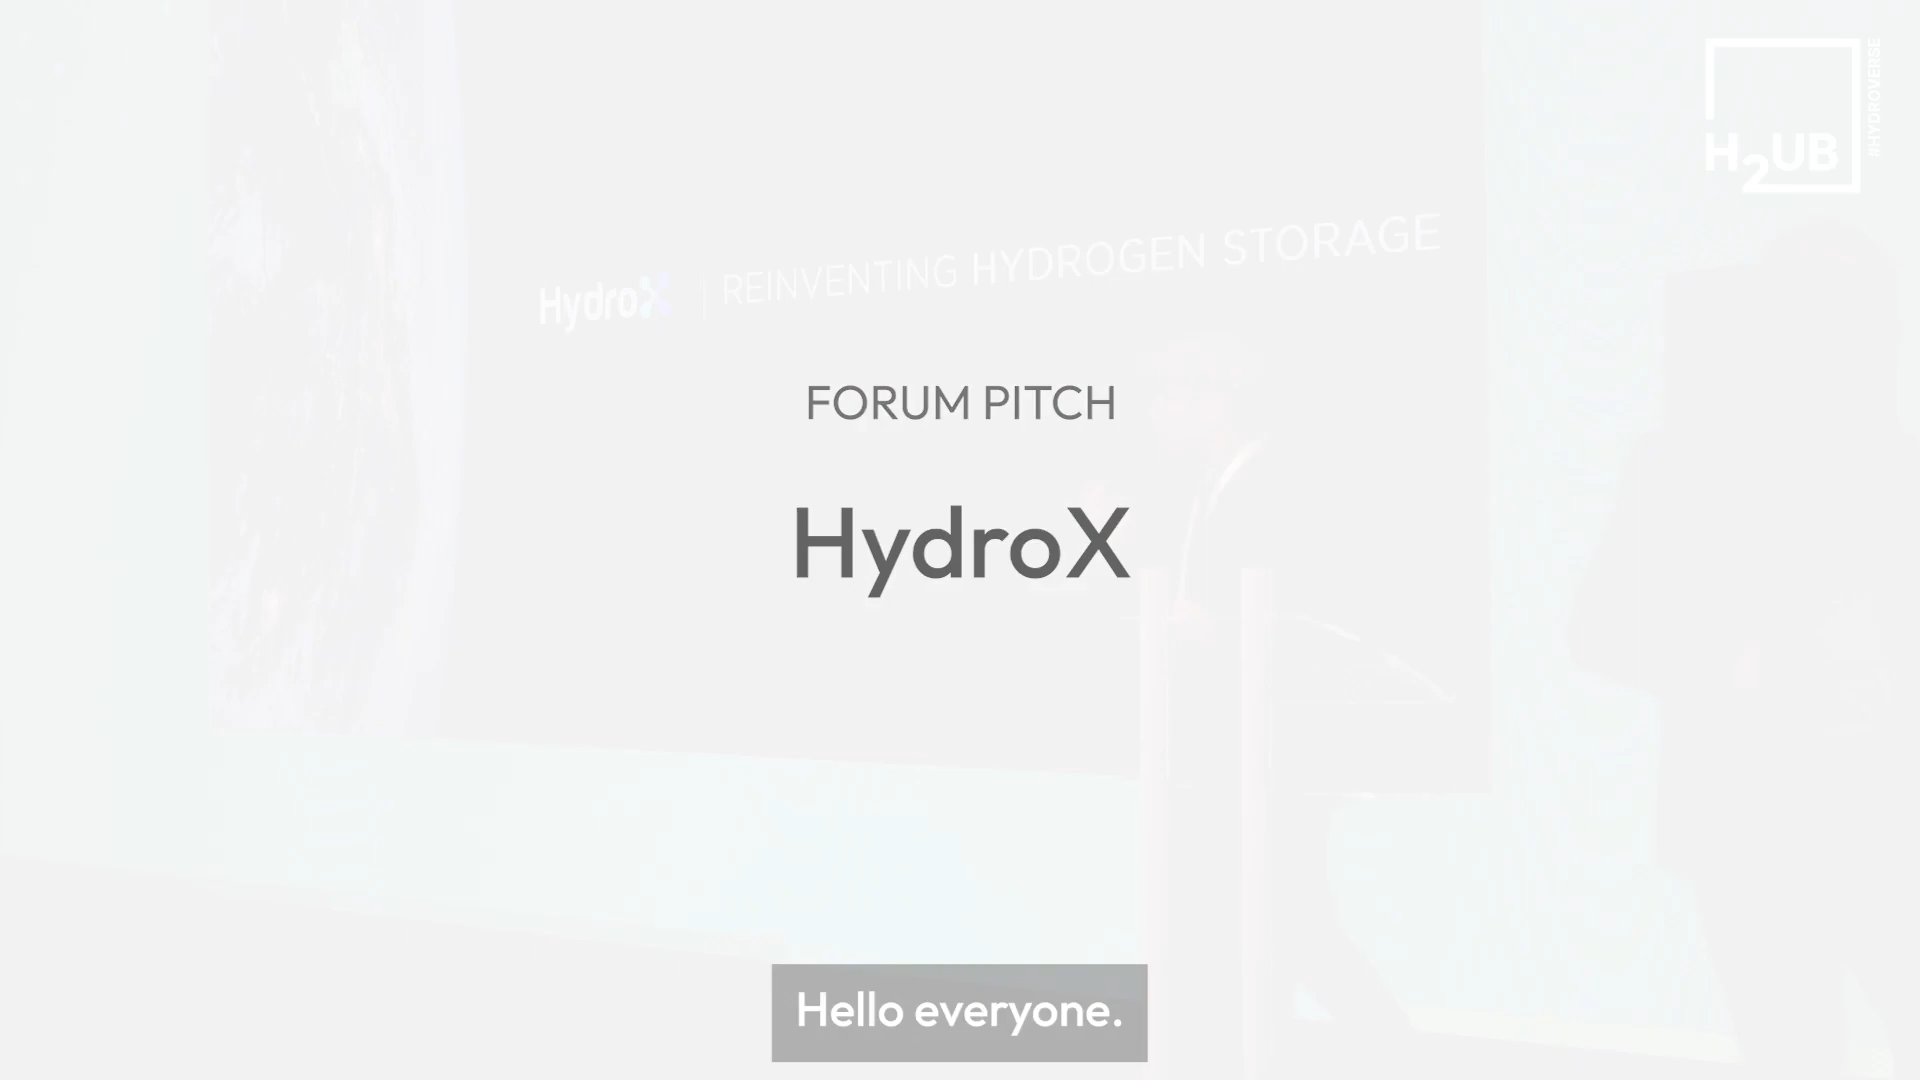 H2UB
#HYDROVERSE
HydroX | REINVENTING HYDROGEN STORAGE
FORUM PITCH
HydroX
Hello everyone.